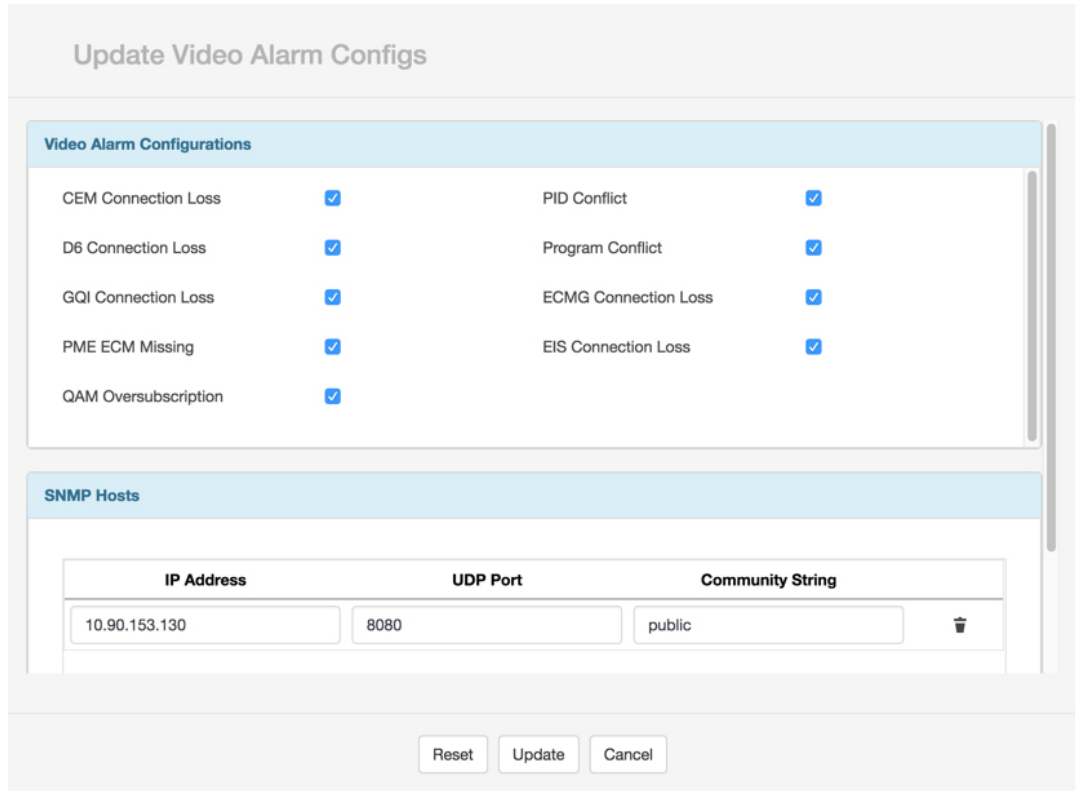 Update Video Alarm Configs
Video Alarm Configurations
CEM Connection Loss PID Conflict
D6 Connection Loss Program Conflict
GQI Connection Loss ECMG Connection Loss
PME ECM Missing EIS Connection Loss
QAM Oversubscription
SNMP Hosts
IP Address UDP Port Community String
10.90.153.130 8080 public
Reset Update Cancel